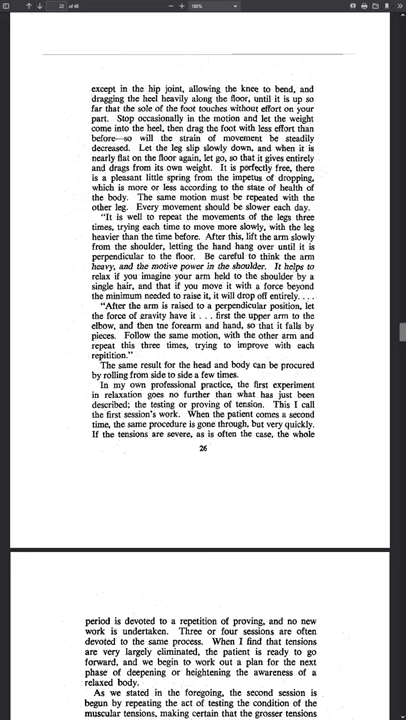 22 of 48
180%
except in the hip joint, allowing the knee to bend, and
dragging the heel heavily along the floor, until it is up so
far that the sole of the foot touches without effort on your
part. Stop occasionally in the motion and let the weight
come into the heel, then drag the foot with less effort than
before—so will the strain of movement be steadily
decreased. Let the leg slip slowly down, and when it is
nearly flat on the floor again, let go, so that it gives entirely
and drags from its own weight. It is porfectly free, there
is a pleasant little spring from the impetus of dropping,
which is more or less according to the state of health of
the body. The same motion must be repeated with the
other leg. Every movement should be slower each day.
"It is well to repeat the movements of the legs three
times, trying each time to move more slowly, with the leg
heavier than the time before. After this, lift the arm slowly
from the shoulder, letting the hand hang over until it is
perpendicular to the floor. Be careful to think the arm
heavy, and the motive power in the shoulder. It helps to
relax if you imagine your arm held to the shoulder by a
single hair, and that if you move it with a force beyond
the minimum needed to raise it, it will drop off entirely. . . .
"After the arm is raised to a perpendicular position, let
the force of gravity have it . . . first the upper arm to the
elbow, and then tne forearm and hand, so that it falls by
pieces. Follow the same motion, with the other arm and
repeat this three times, trying to improve with each
repitition."
The same result for the head and body can be procured
by rolling from side to side a few times.
In my own professional practice, the first experiment
in relaxation goes no further than what has just been
described; the testing or proving of tension. This I call
the first session's work. When the patient comes a second
time, the same procedure is gone through, but very quickly.
If the tensions are severe, as is often the case, the whole
26
period is devoted to a repetition of proving, and no new
work is undertaken. Three or four sessions are often
devoted to the same process. When I find that tensions
are very largely eliminated, the patient is ready to go
forward, and we begin to work out a plan for the next
phase of deepening or heightening the awareness of a
relaxed body.
As we stated in the foregoing, the second session is
begun by repeating the act of testing the condition of the
muscular tensions, making certain that the grosser tensions